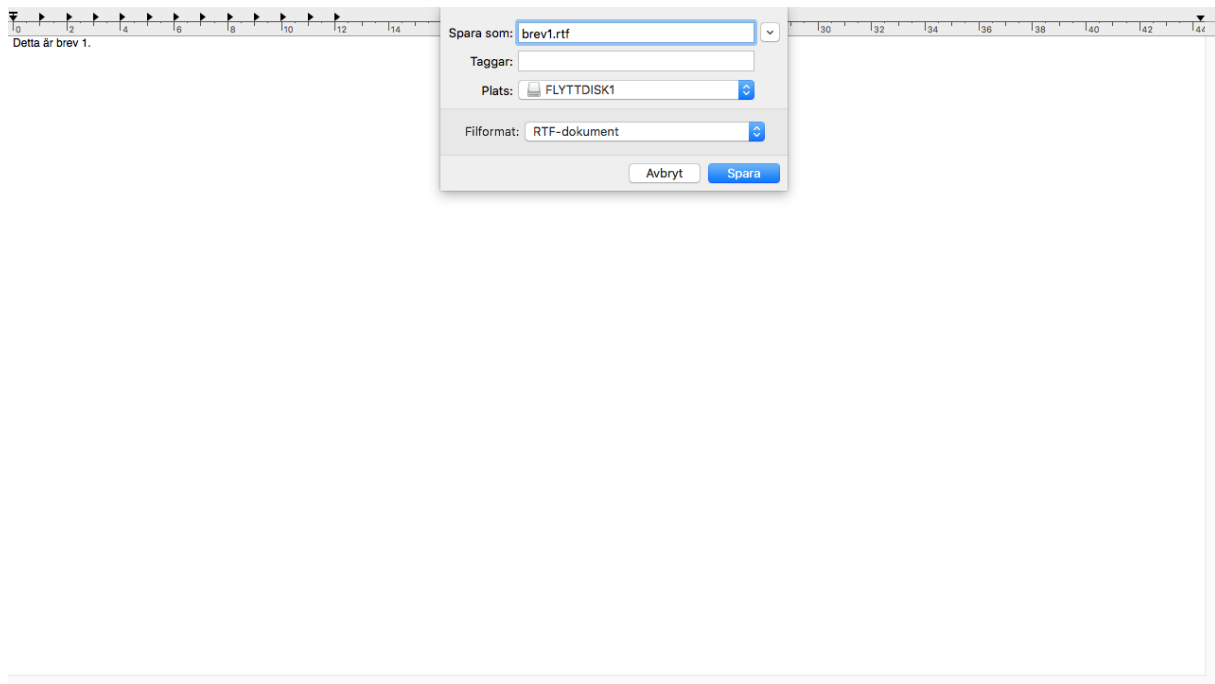 0 2 4 6 8 10 12 14 30 32 34 36 38 40 42 44
Detta är brev 1.
Spara som: brev1.rtf
Taggar:
Plats: FLYTTDISK1
Filformat: RTF-dokument
Avbryt Spara